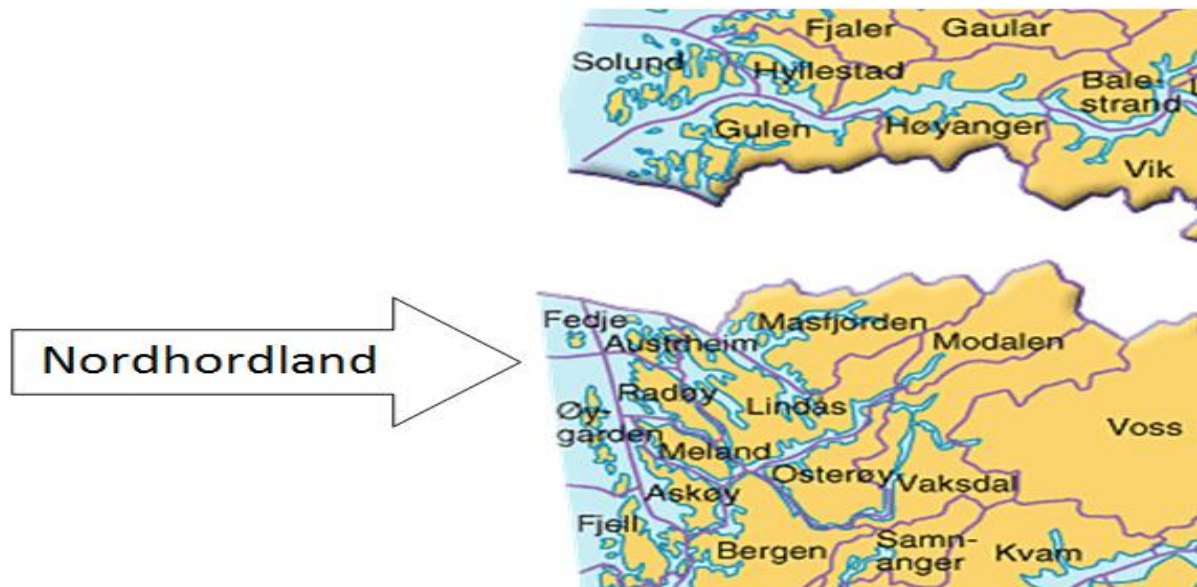 Fjaler
Gaular
Solund
Hyllestad
Bale-
strand
Gulen
Høyanger
Vik
Nordhordland
Fedje
Austrheim
Masfjorden
Modalen
Radøy
Lindås
Øy-
garden
Voss
Meland
Osterøy
Vaksdal
Askøy
Fjell
Bergen
Samn-
anger
Kvam